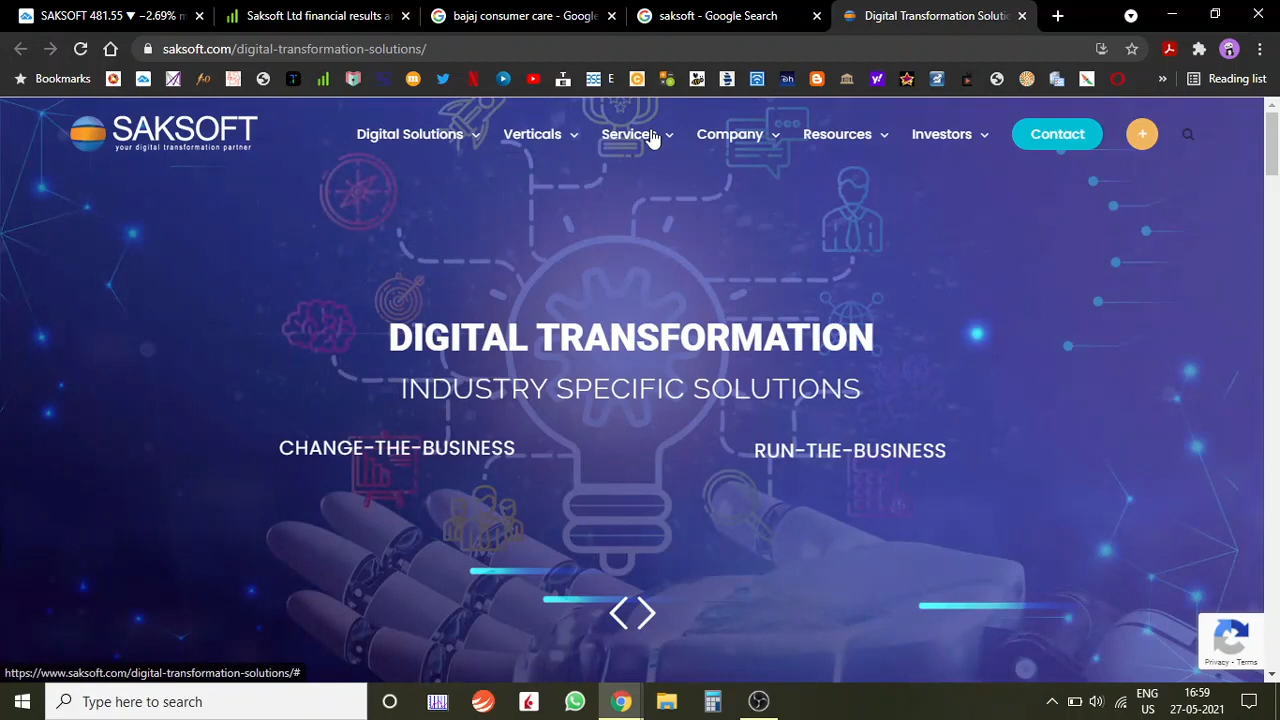 SAKSOFT 481.55 ▼ −2.69% m
Saksoft Ltd financial results a
bajaj consumer care - Google
saksoft - Google Search
Digital Transformation Soluti
saksoft.com/digital-transformation-solutions/
Bookmarks
Reading list
SAKSOFT
your digital transformation partner
Digital Solutions
Verticals
Services
Company
Resources
Investors
Contact
+
DIGITAL TRANSFORMATION
INDUSTRY SPECIFIC SOLUTIONS
CHANGE-THE-BUSINESS
RUN-THE-BUSINESS
Privacy - Terms
https://www.saksoft.com/digital-transformation-solutions/#
Type here to search
ENG
US
16:59
27-05-2021